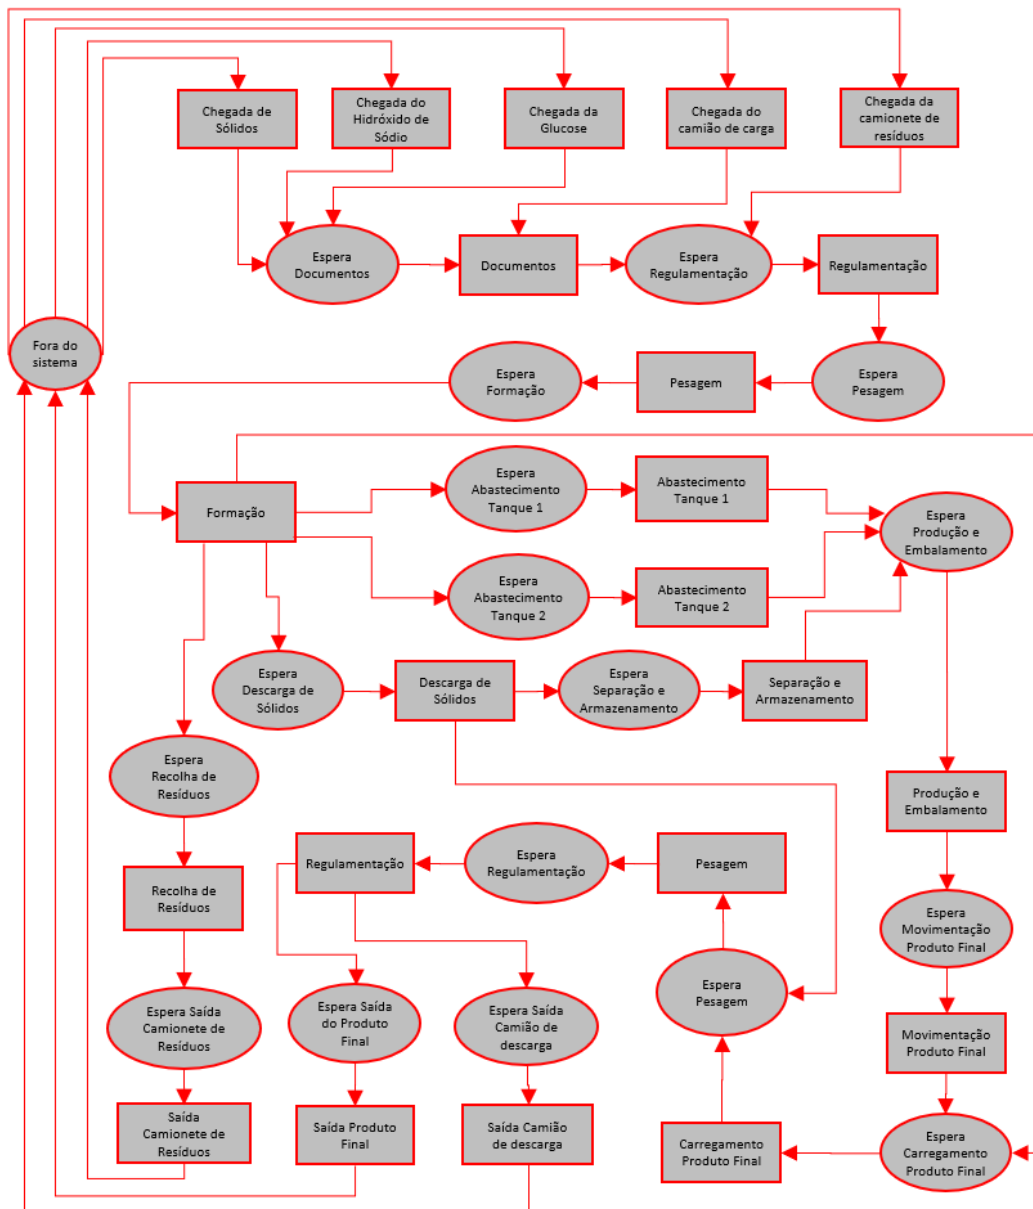 Chegada de
Sólidos
Chegada do
Hidróxido de
Sódio
Chegada da
Glucose
Chegada do
camião de carga
Chegada da
camionete de
resíduos
Espera
Documentos
Documentos
Espera
Regulamentação
Regulamentação
Fora do
sistema
Espera
Formação
Pesagem
Espera
Pesagem
Formação
Espera
Abastecimento
Tanque 1
Abastecimento
Tanque 1
Espera
Produção e
Embalamento
Espera
Abastecimento
Tanque 2
Abastecimento
Tanque 2
Espera
Descarga de
Sólidos
Descarga de
Sólidos
Espera
Separação e
Armazenamento
Separação e
Armazenamento
Espera
Recolha de
Resíduos
Produção e
Embalamento
Regulamentação
Espera
Regulamentação
Pesagem
Recolha de
Resíduos
Espera
Movimentação
Produto Final
Espera
Pesagem
Espera Saída
Camionete de
Resíduos
Espera Saída
do Produto
Final
Espera Saída
Camião de
descarga
Movimentação
Produto Final
Saída
Camionete de
Resíduos
Saída Produto
Final
Saída Camião
de descarga
Carregamento
Produto Final
Espera
Carregamento
Produto Final